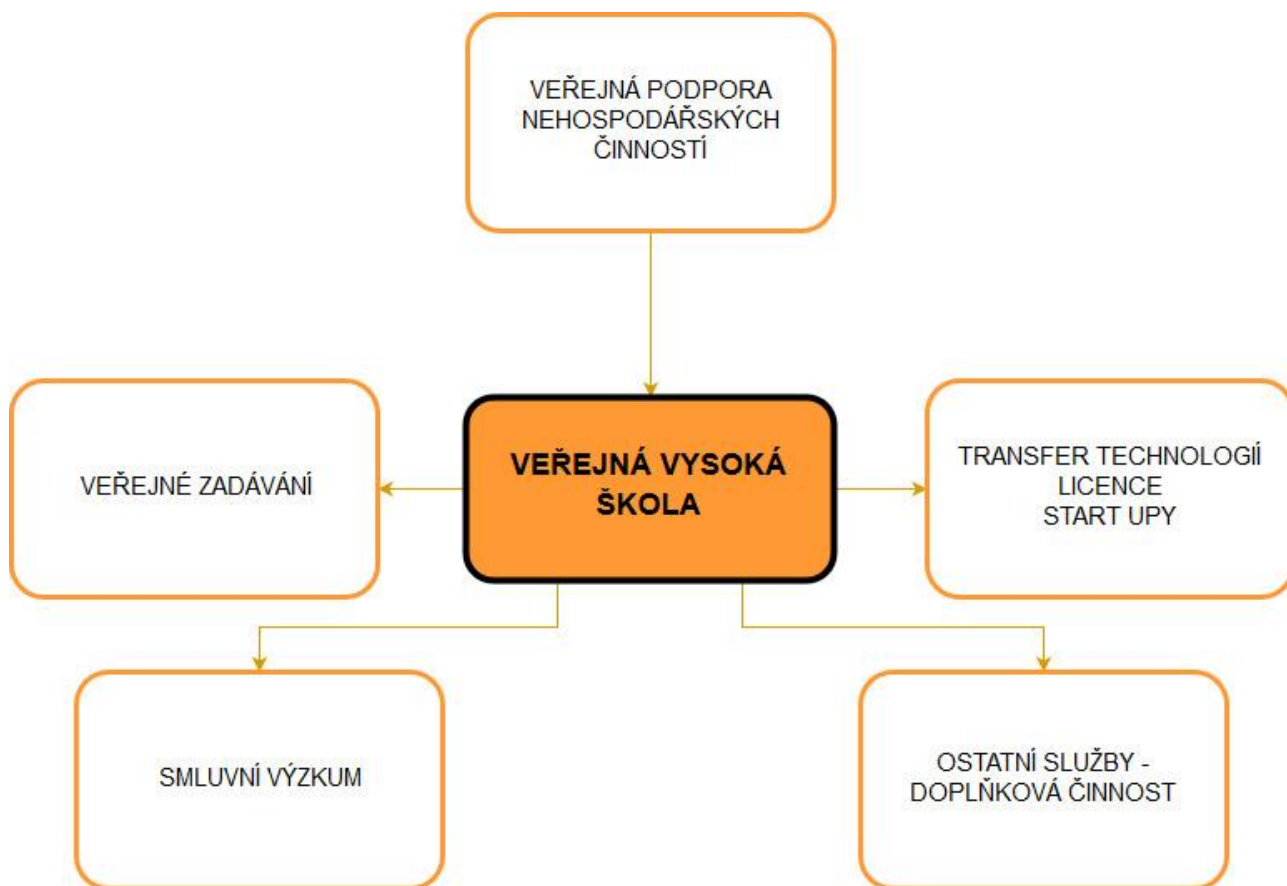 VEŘEJNÁ PODPORA
NEHOSPODÁŘSKÝCH
ČINNOSTÍ
VEŘEJNÉ ZADÁVÁNÍ
VEŘEJNÁ VYSOKÁ
ŠKOLA
TRANSFER TECHNOLOGIÍ
LICENCE
START UPY
SMLUVNÍ VÝZKUM
OSTATNÍ SLUŽBY -
DOPLŇKOVÁ ČINNOST